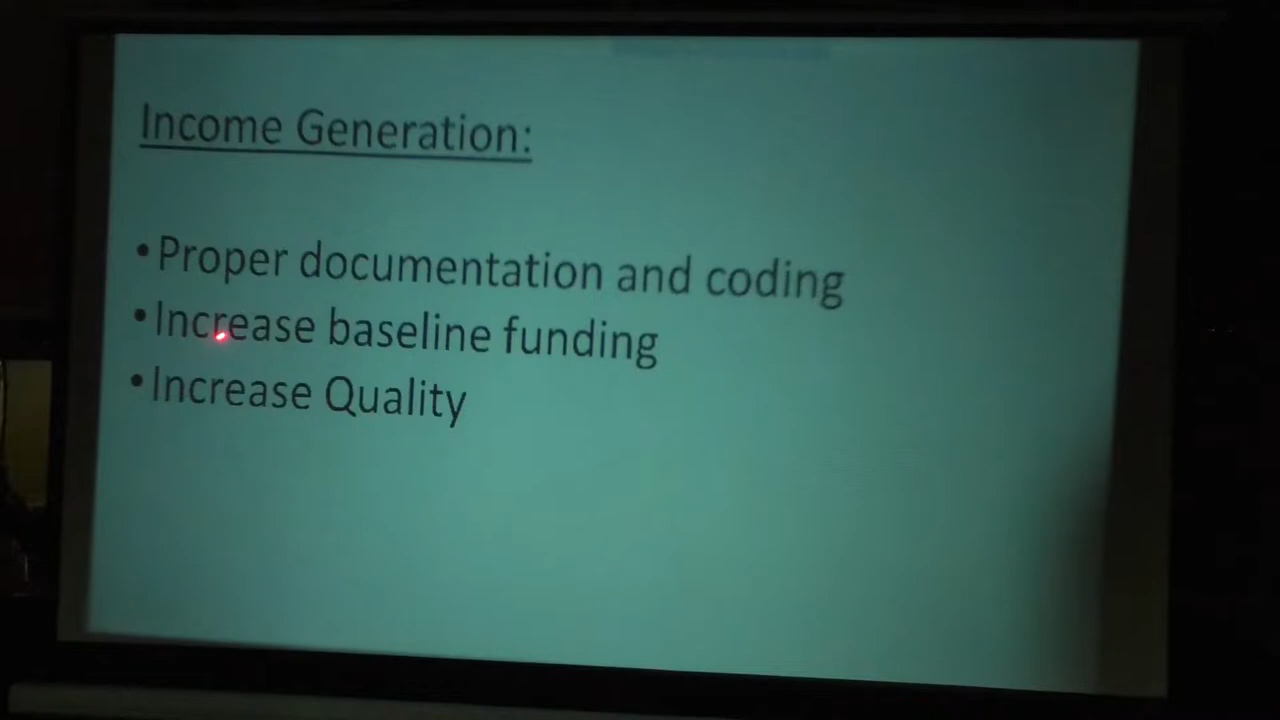 Income Generation:
• Proper documentation and coding
• Increase baseline funding
• Increase Quality